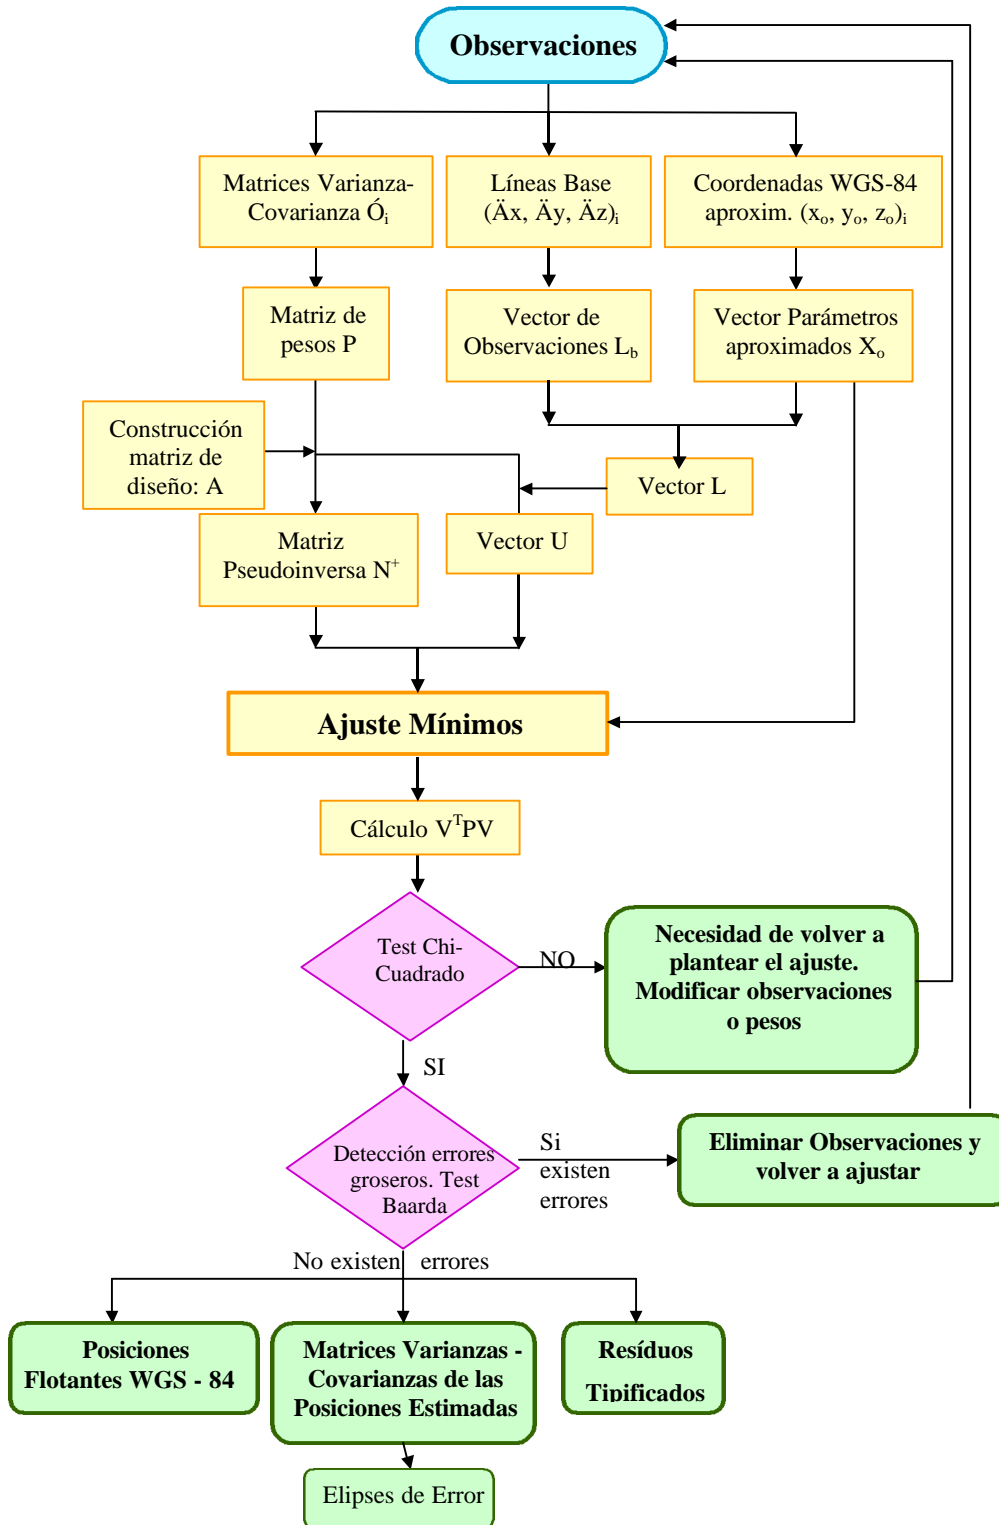 Observaciones
Matrices Varianza-
Covarianza Ói
Líneas Base
(Äx, Äy, Äz)i
Coordenadas WGS-84
aproxim. (xo, yo, zo)i
Matriz de
pesos P
Vector de
Observaciones Lb
Vector Parámetros
aproximados Xo
Construcción
matriz de
diseño: A
Vector L
Matriz
Pseudoinversa N+
Vector U
Ajuste Mínimos
Cálculo VTPV
Test Chi-
Cuadrado
NO
Necesidad de volver a
plantear el ajuste.
Modificar observaciones
o pesos
SI
Detección errores
groseros. Test
Baarda
Si
existen
errores
Eliminar Observaciones y
volver a ajustar
No existen errores
Posiciones
Flotantes WGS - 84
Matrices Varianzas -
Covarianzas de las
Posiciones Estimadas
Resíduos
Tipificados
Elipses de Error